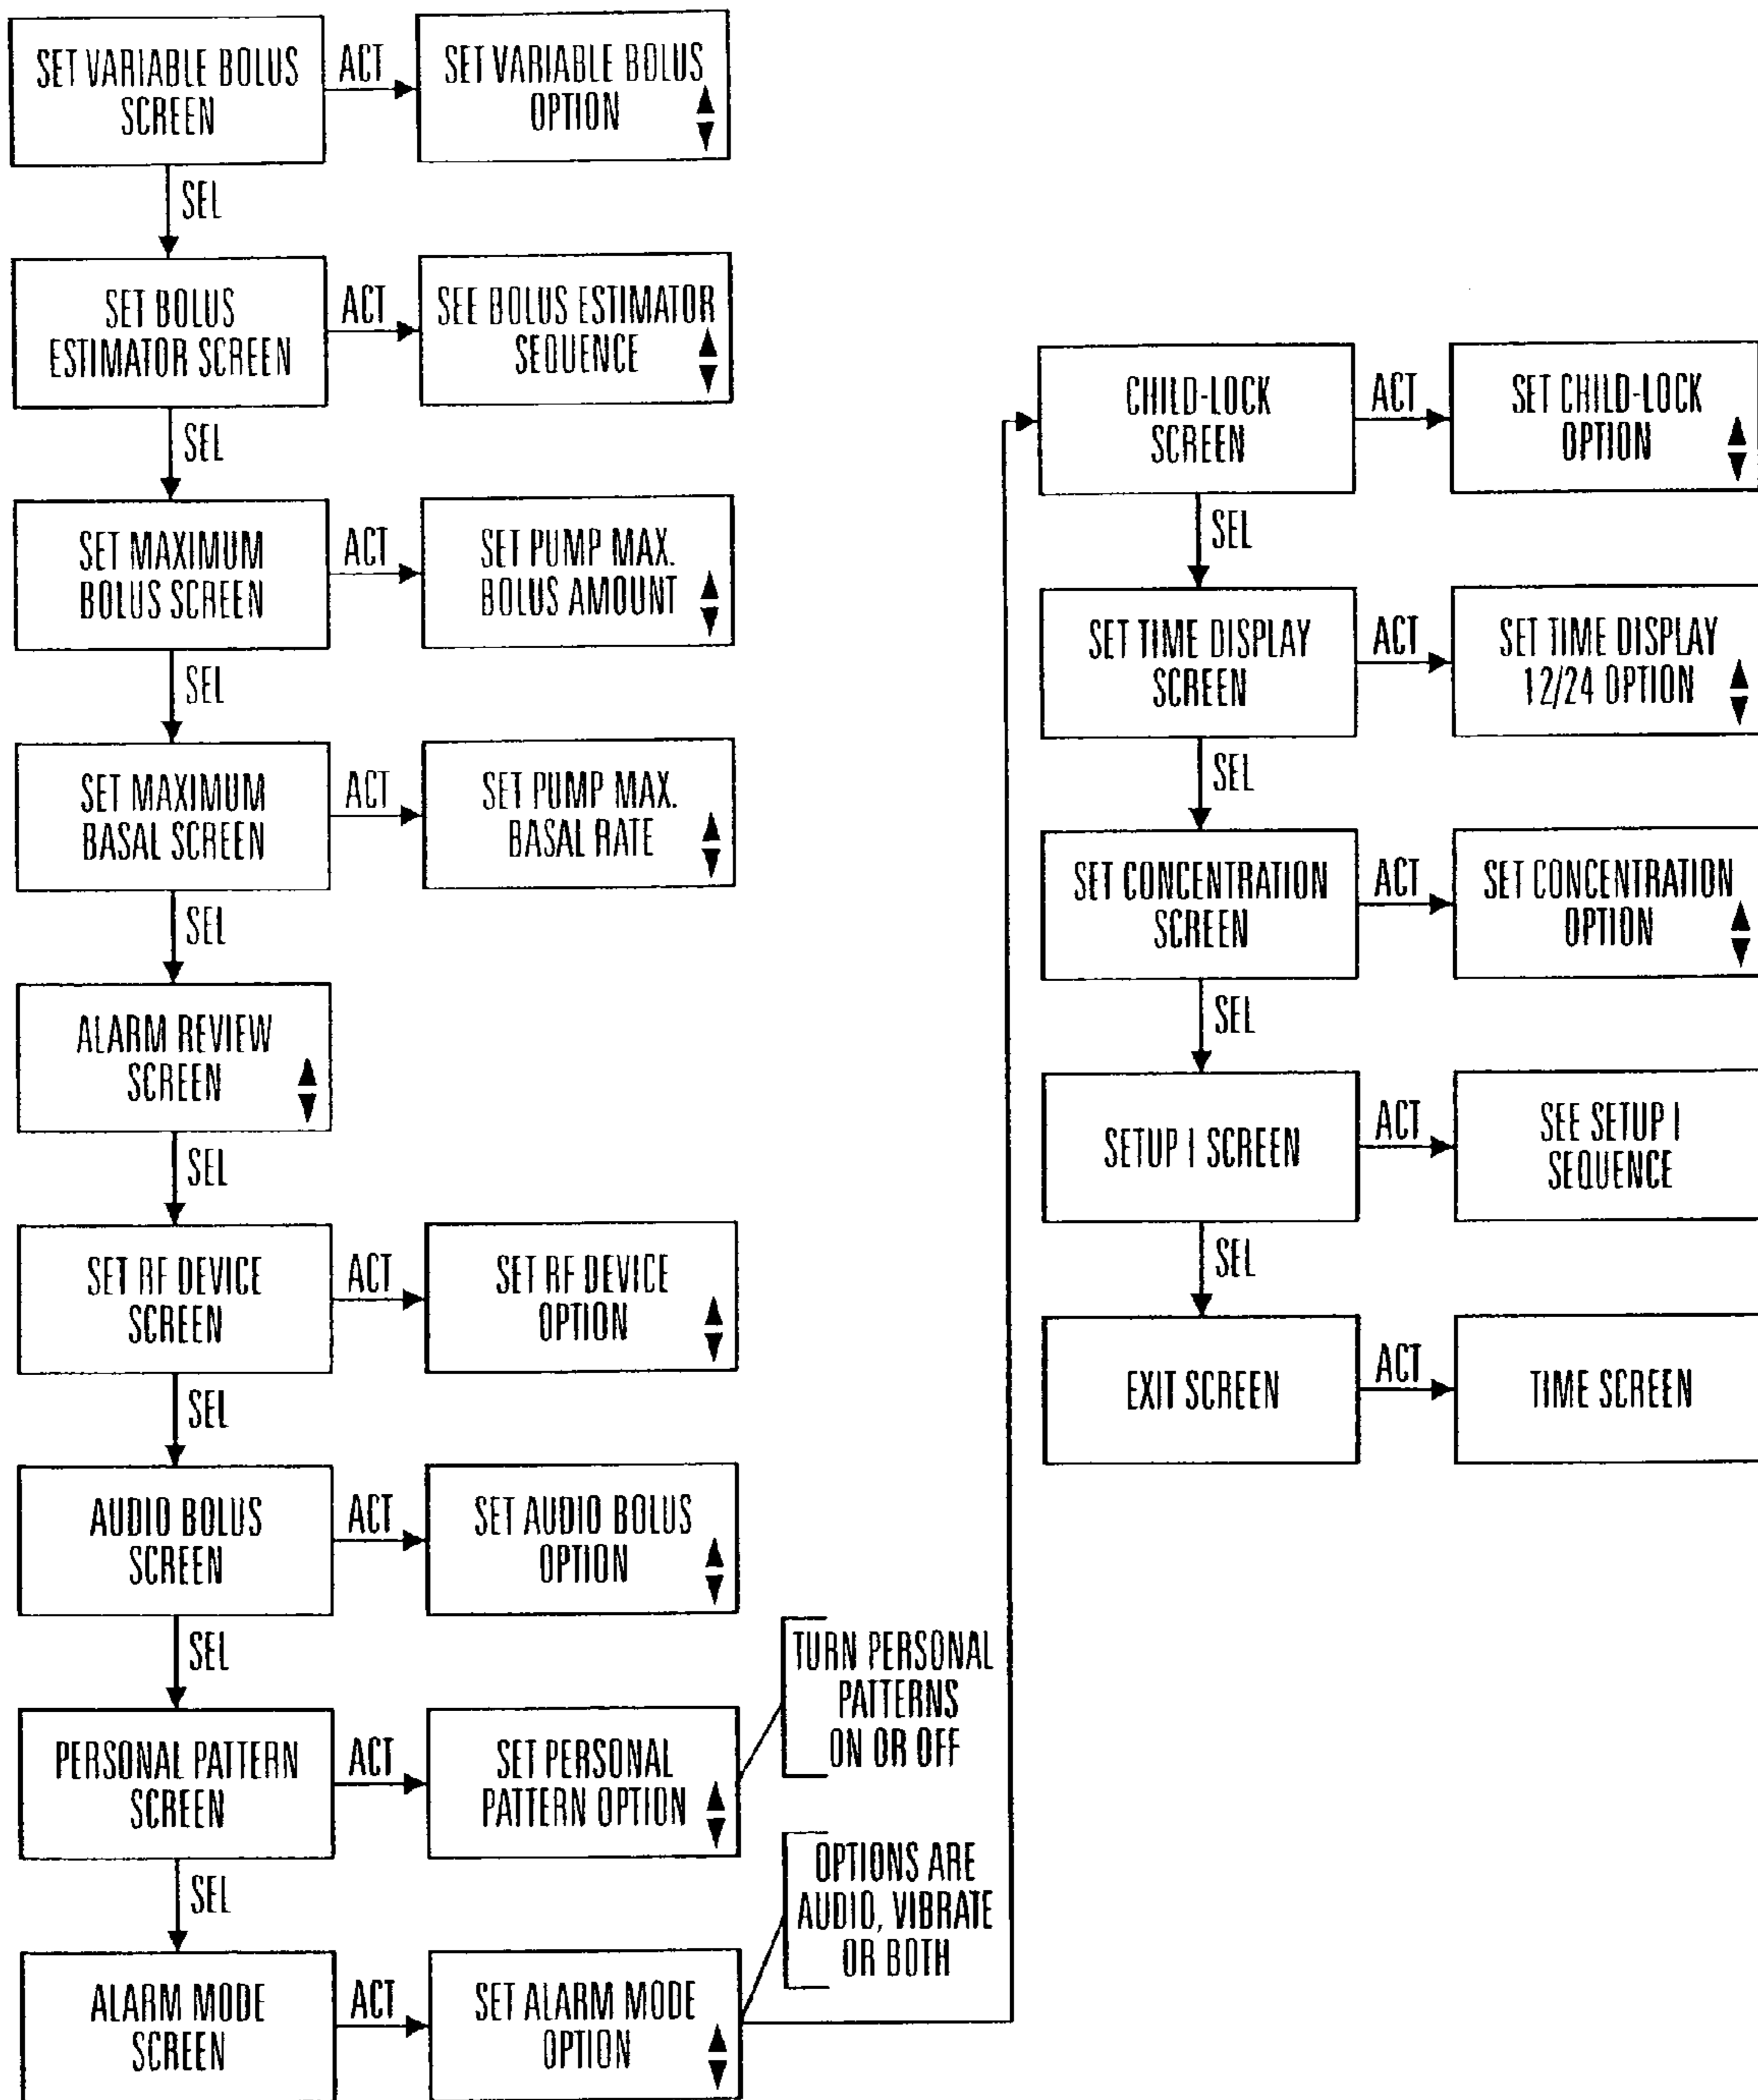 SET VARIABLE BOLUS
SCREEN
ACT
SET VARIABLE BOLUS
OPTION
SEL
SET BOLUS
ESTIMATOR SCREEN
ACT
SEE BOLUS ESTIMATOR
SEQUENCE
SEL
SET MAXIMUM
BOLUS SCREEN
ACT
SET PUMP MAX.
BOLUS AMOUNT
SEL
SET MAXIMUM
BASAL SCREEN
ACT
SET PUMP MAX.
BASAL RATE
SEL
ALARM REVIEW
SCREEN
SEL
SET RF DEVICE
SCREEN
ACT
SET RF DEVICE
OPTION
SEL
AUDIO BOLUS
SCREEN
ACT
SET AUDIO BOLUS
OPTION
SEL
PERSONAL PATTERN
SCREEN
ACT
SET PERSONAL
PATTERN OPTION
TURN PERSONAL
PATTERNS
ON OR OFF
SEL
ALARM MODE
SCREEN
ACT
SET ALARM MODE
OPTION
OPTIONS ARE
AUDIO, VIBRATE
OR BOTH
CHILD-LOCK
SCREEN
ACT
SET CHILD-LOCK
OPTION
SEL
SET TIME DISPLAY
SCREEN
ACT
SET TIME DISPLAY
12/24 OPTION
SEL
SET CONCENTRATION
SCREEN
ACT
SET CONCENTRATION
OPTION
SEL
SETUP I SCREEN
ACT
SEE SETUP I
SEQUENCE
SEL
EXIT SCREEN
ACT
TIME SCREEN